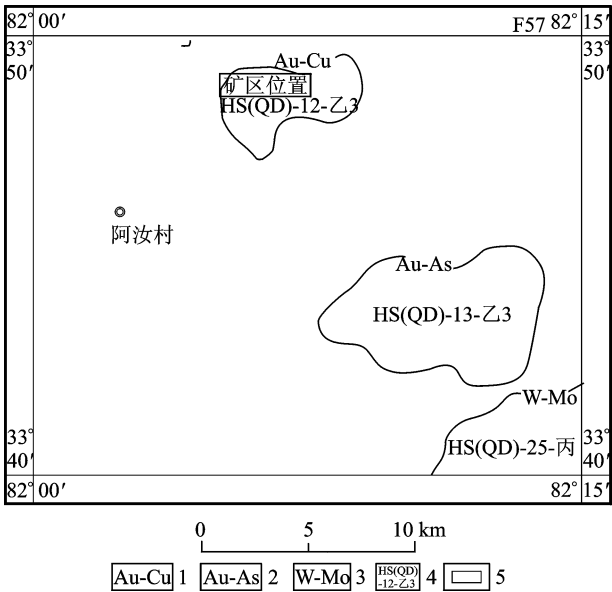 82° 00′
F57 82° 15′
33° 50′
33° 50′
Au-Cu
矿区位置
HS(QD)-12-乙3
阿汝村
Au-As
HS(QD)-13-乙3
W-Mo
HS(QD)-25-丙
33° 40′
33° 40′
82° 00′
82° 15′
0 5 10 km
Au-Cu 1 Au-As 2 W-Mo 3 HS(QD)-12-乙3 4 5